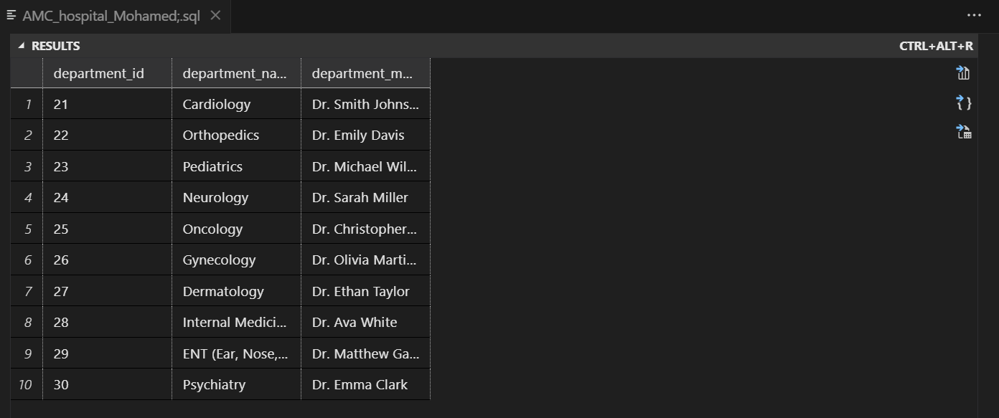 AMC_hospital_Mohamed;.sql
RESULTS CTRL+ALT+R
department_id department_na... department_m...
1 21 Cardiology Dr. Smith Johns...
2 22 Orthopedics Dr. Emily Davis
3 23 Pediatrics Dr. Michael Wil...
4 24 Neurology Dr. Sarah Miller
5 25 Oncology Dr. Christopher...
6 26 Gynecology Dr. Olivia Marti...
7 27 Dermatology Dr. Ethan Taylor
8 28 Internal Medici... Dr. Ava White
9 29 ENT (Ear, Nose,... Dr. Matthew Ga...
10 30 Psychiatry Dr. Emma Clark